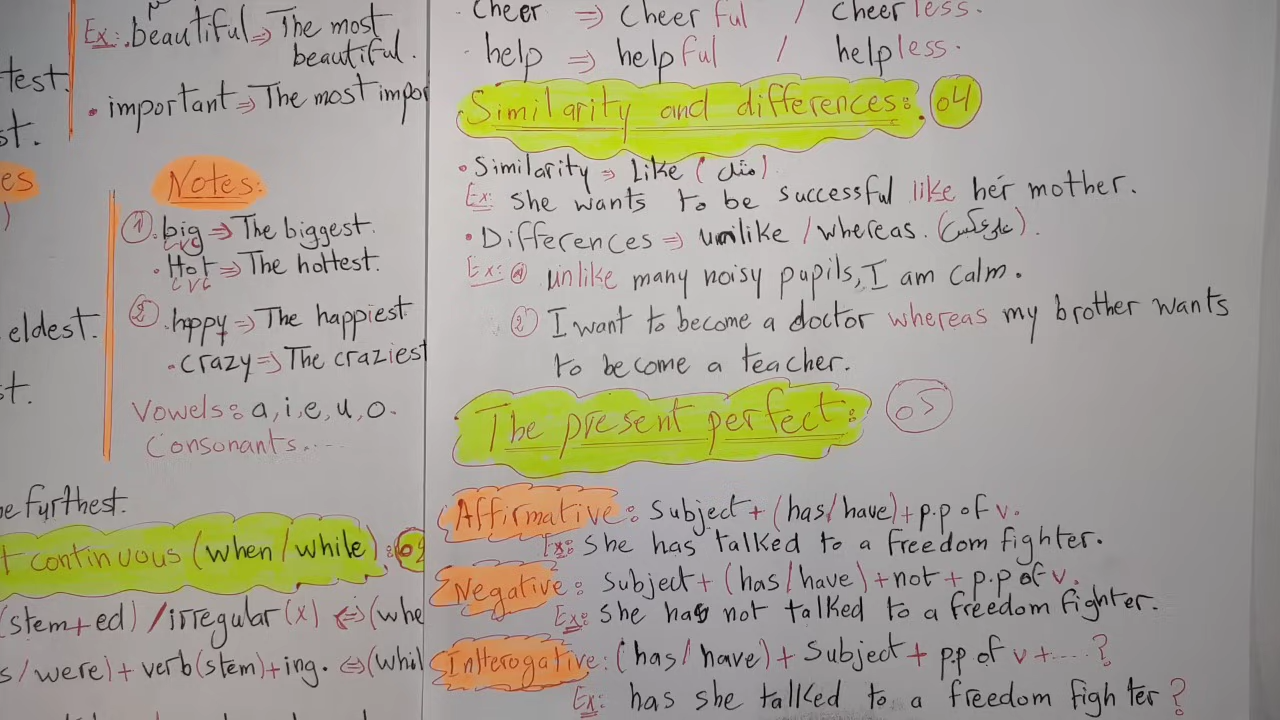 test.
st.
es
)
eldest.
st.
Ex: beautiful ⇒ The most
beautiful.
• important ⇒ The most impor
Notes:
① big ⇒ The biggest.
CVC
• Hot ⇒ The hottest.
CVC
② happy ⇒ The happiest
• crazy ⇒ The craziest
Vowels: a, i, e, u, o.
Consonants....
e furthest.
t continuous (when / while):
(stem+ed) / irregular (x) ⇔ (whe
s / were) + verb (stem) + ing. ⇔ (whil
• cheer ⇒ cheerful / cheerless.
• help ⇒ helpful / helpless.
Similarity and differences: 04
• Similarity ⇒ Like (مثل)
Ex: she wants to be successful like her mother.
• Differences ⇒ unlike / whereas. (على عكس).
Ex: ① unlike many noisy pupils, I am calm.
② I want to become a doctor whereas my brother wants
to become a teacher.
The present perfect: 05
Affirmative: Subject + (has/have) + p.p of v.
Ex: she has talked to a freedom fighter.
Negative: Subject + (has/have) + not + p.p of v.
Ex: she has not talked to a freedom fighter.
Intterogative: (has/have) + Subject + p.p of v + ....?
Ex: has she talked to a freedom fighter?